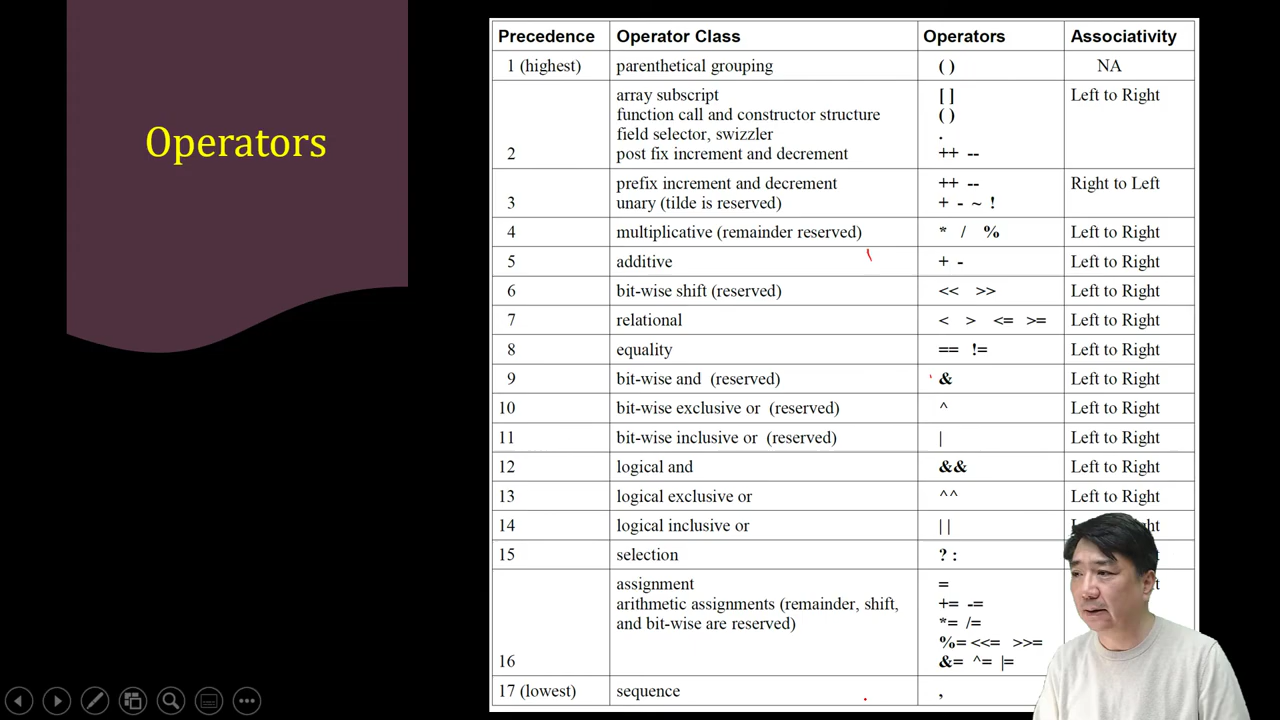 Operators
Precedence Operator Class Operators Associativity
1 (highest) parenthetical grouping ( ) NA
array subscript [ ] Left to Right
function call and constructor structure ( )
field selector, swizzler .
2 post fix increment and decrement ++ --
prefix increment and decrement ++ -- Right to Left
3 unary (tilde is reserved) + - ~ !
4 multiplicative (remainder reserved) * / % Left to Right
5 additive + - Left to Right
6 bit-wise shift (reserved) << >> Left to Right
7 relational < > <= >= Left to Right
8 equality == != Left to Right
9 bit-wise and (reserved) & Left to Right
10 bit-wise exclusive or (reserved) ^ Left to Right
11 bit-wise inclusive or (reserved) | Left to Right
12 logical and && Left to Right
13 logical exclusive or ^^ Left to Right
14 logical inclusive or | |
15 selection ? :
assignment =
arithmetic assignments (remainder, shift, += -=
and bit-wise are reserved) *= /=
%= <<= >>=
16 &= ^= |=
17 (lowest) sequence ,